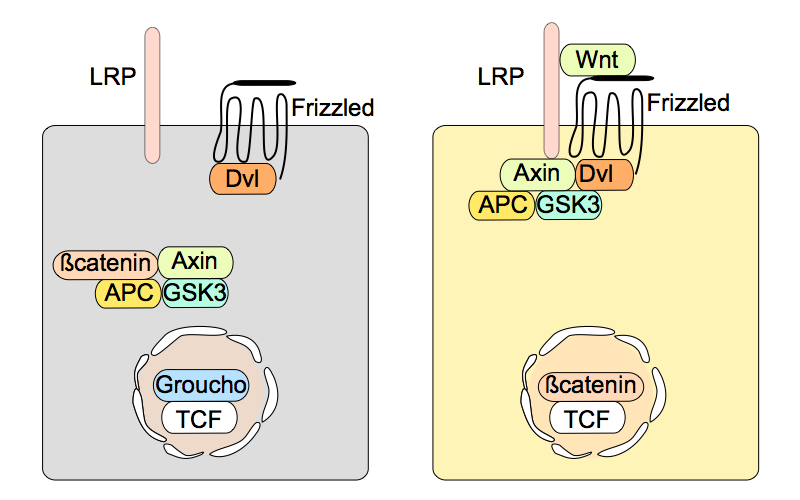 LRP
Frizzled
Dvl
ßcatenin
Axin
APC
GSK3
Groucho
TCF
LRP
Wnt
Frizzled
Axin
Dvl
APC
GSK3
ßcatenin
TCF